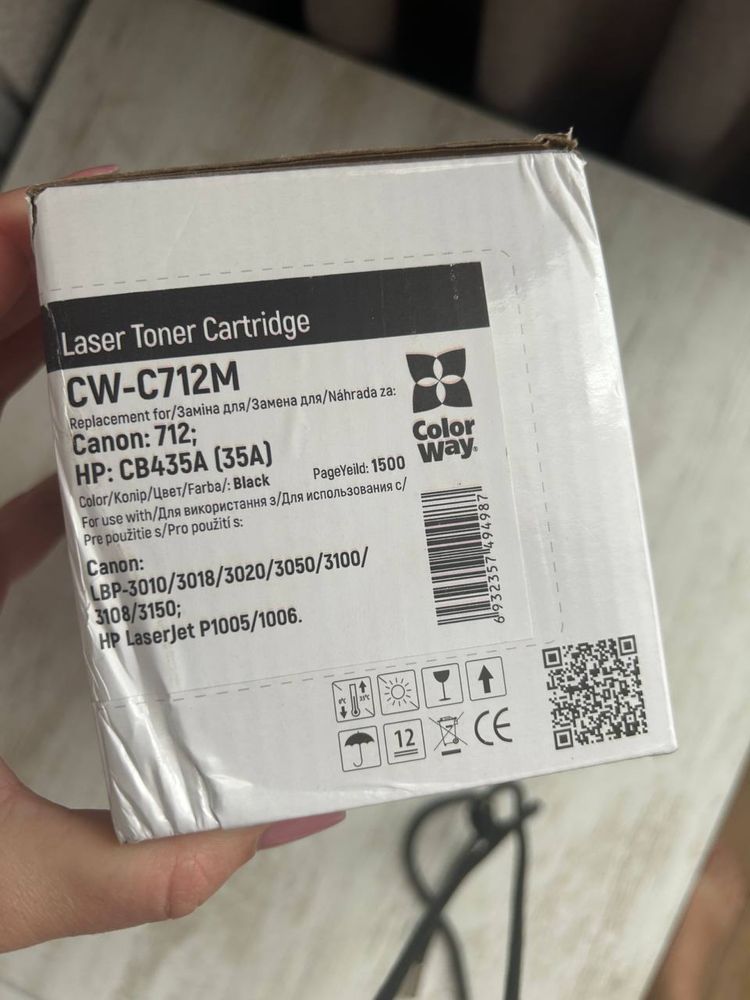 Laser Toner Cartridge
CW-C712M
Replacement for/Заміна для/Замена для/Náhrada za:
Canon: 712;
HP: CB435A (35A)
Color/Колір/Цвет/Farba/: Black
PageYeild: 1500
For use with/Для використання з/Для использования с/
Pre použitie s/Pro použití s:
Canon:
LBP-3010/3018/3020/3050/3100/
3108/3150;
HP LaserJet P1005/1006.
Color
Way®
6932357494987
0°C
35°C
12
CE